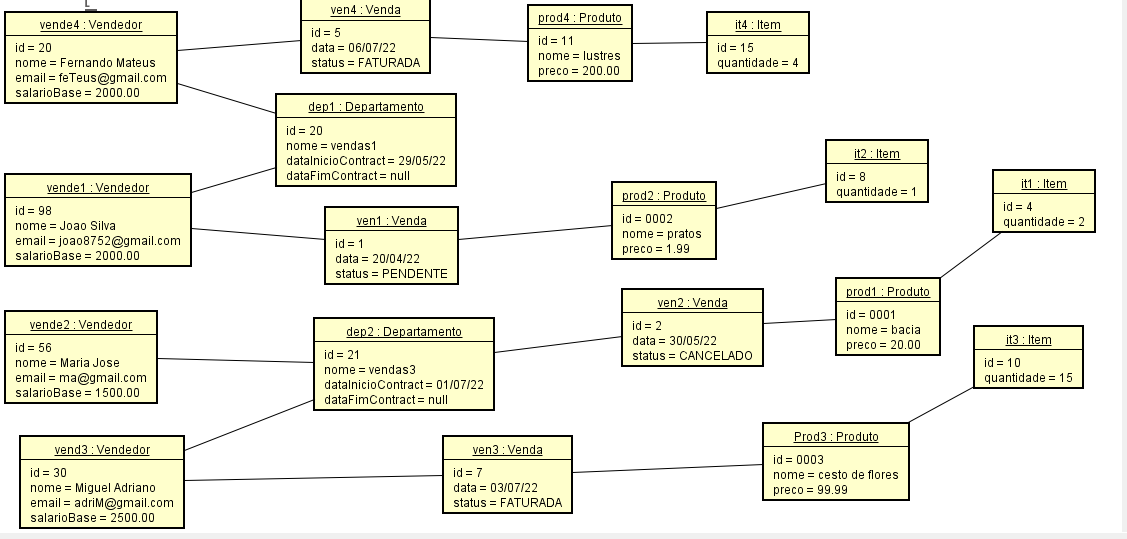 vende4 : Vendedor
id = 20
nome = Fernando Mateus
email = feTeus@gmail.com
salarioBase = 2000.00
ven4 : Venda
id = 5
data = 06/07/22
status = FATURADA
prod4 : Produto
id = 11
nome = lustres
preco = 200.00
it4 : Item
id = 15
quantidade = 4
dep1 : Departamento
id = 20
nome = vendas1
dataInicioContract = 29/05/22
dataFimContract = null
vende1 : Vendedor
id = 98
nome = Joao Silva
email = joao8752@gmail.com
salarioBase = 2000.00
ven1 : Venda
id = 1
data = 20/04/22
status = PENDENTE
prod2 : Produto
id = 0002
nome = pratos
preco = 1.99
it2 : Item
id = 8
quantidade = 1
it1 : Item
id = 4
quantidade = 2
vende2 : Vendedor
id = 56
nome = Maria Jose
email = ma@gmail.com
salarioBase = 1500.00
dep2 : Departamento
id = 21
nome = vendas3
dataInicioContract = 01/07/22
dataFimContract = null
ven2 : Venda
id = 2
data = 30/05/22
status = CANCELADO
prod1 : Produto
id = 0001
nome = bacia
preco = 20.00
it3 : Item
id = 10
quantidade = 15
vend3 : Vendedor
id = 30
nome = Miguel Adriano
email = adriM@gmail.com
salarioBase = 2500.00
ven3 : Venda
id = 7
data = 03/07/22
status = FATURADA
Prod3 : Produto
id = 0003
nome = cesto de flores
preco = 99.99